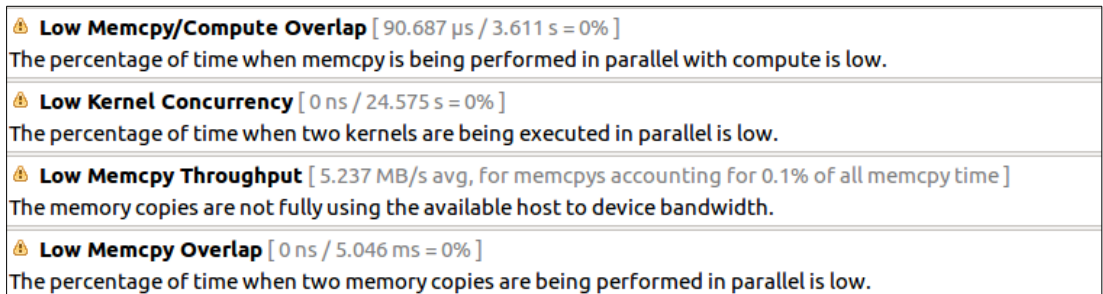 Low Memcpy/Compute Overlap [ 90.687 µs / 3.611 s = 0% ]
The percentage of time when memcpy is being performed in parallel with compute is low.
Low Kernel Concurrency [ 0 ns / 24.575 s = 0% ]
The percentage of time when two kernels are being executed in parallel is low.
Low Memcpy Throughput [ 5.237 MB/s avg, for memcpys accounting for 0.1% of all memcpy time ]
The memory copies are not fully using the available host to device bandwidth.
Low Memcpy Overlap [ 0 ns / 5.046 ms = 0% ]
The percentage of time when two memory copies are being performed in parallel is low.